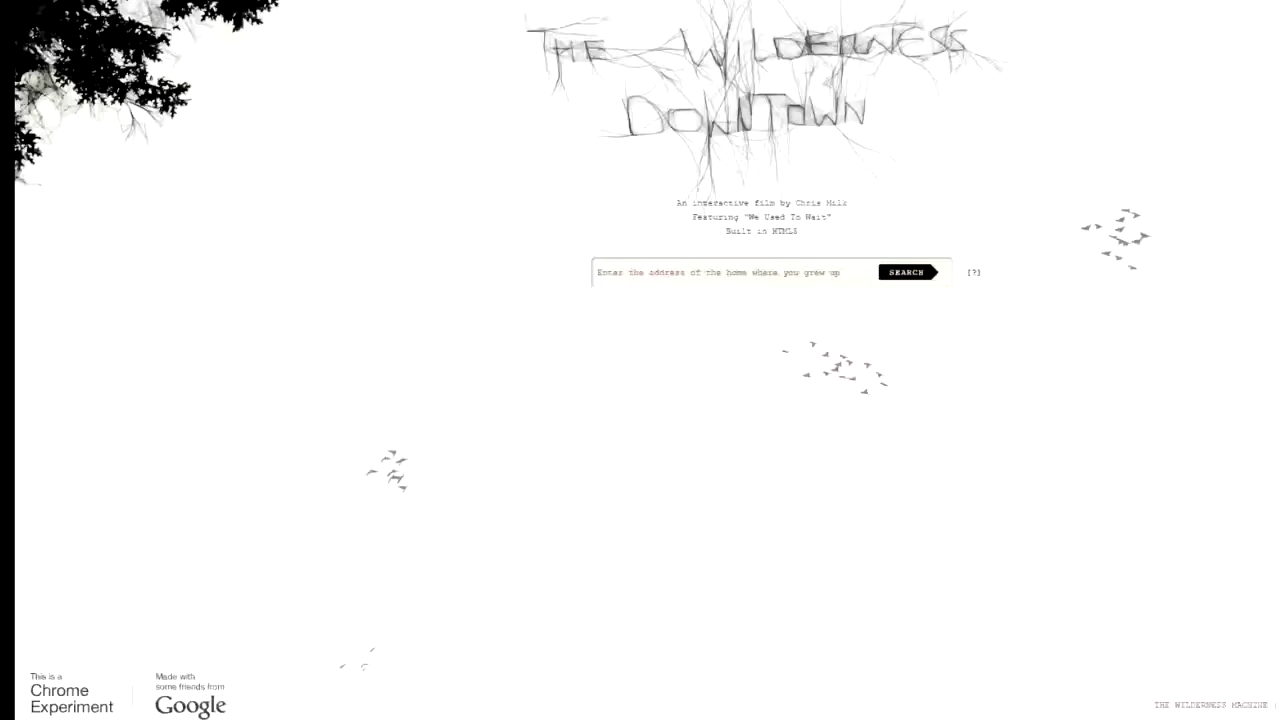 THE WILDERNESS
DOWNTOWN
An interactive film by Chris Milk
Featuring "We Used To Wait"
Built in HTML5
Enter the address of the home where you grew up
SEARCH
[?]
This is a
Chrome
Experiment
Made with
some friends from
Google
THE WILDERNESS MACHINE